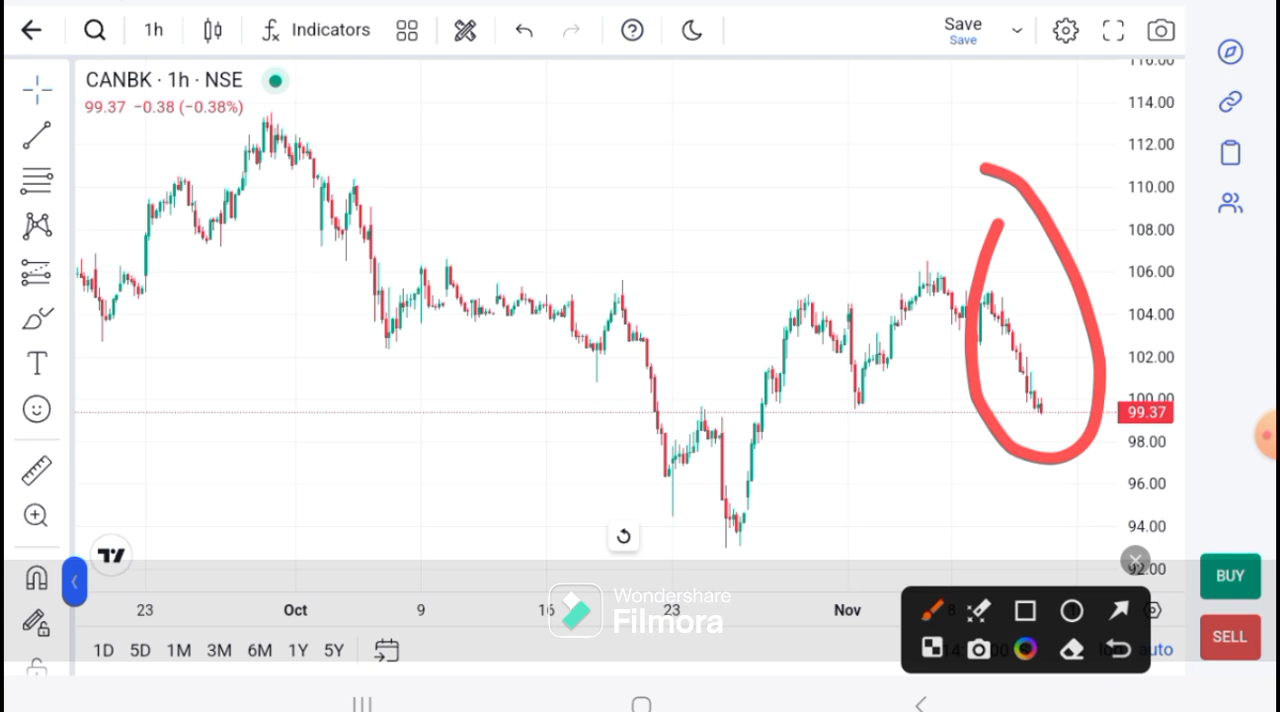 1h
Indicators
Save
Save
CANBK · 1h · NSE
99.37 −0.38 (−0.38%)
116.00
114.00
112.00
110.00
108.00
106.00
104.00
102.00
100.00
99.37
98.00
96.00
94.00
92.00
23
Oct
9
16
23
Nov
8
Wondershare
Filmora
1D
5D
1M
3M
6M
1Y
5Y
auto
BUY
SELL